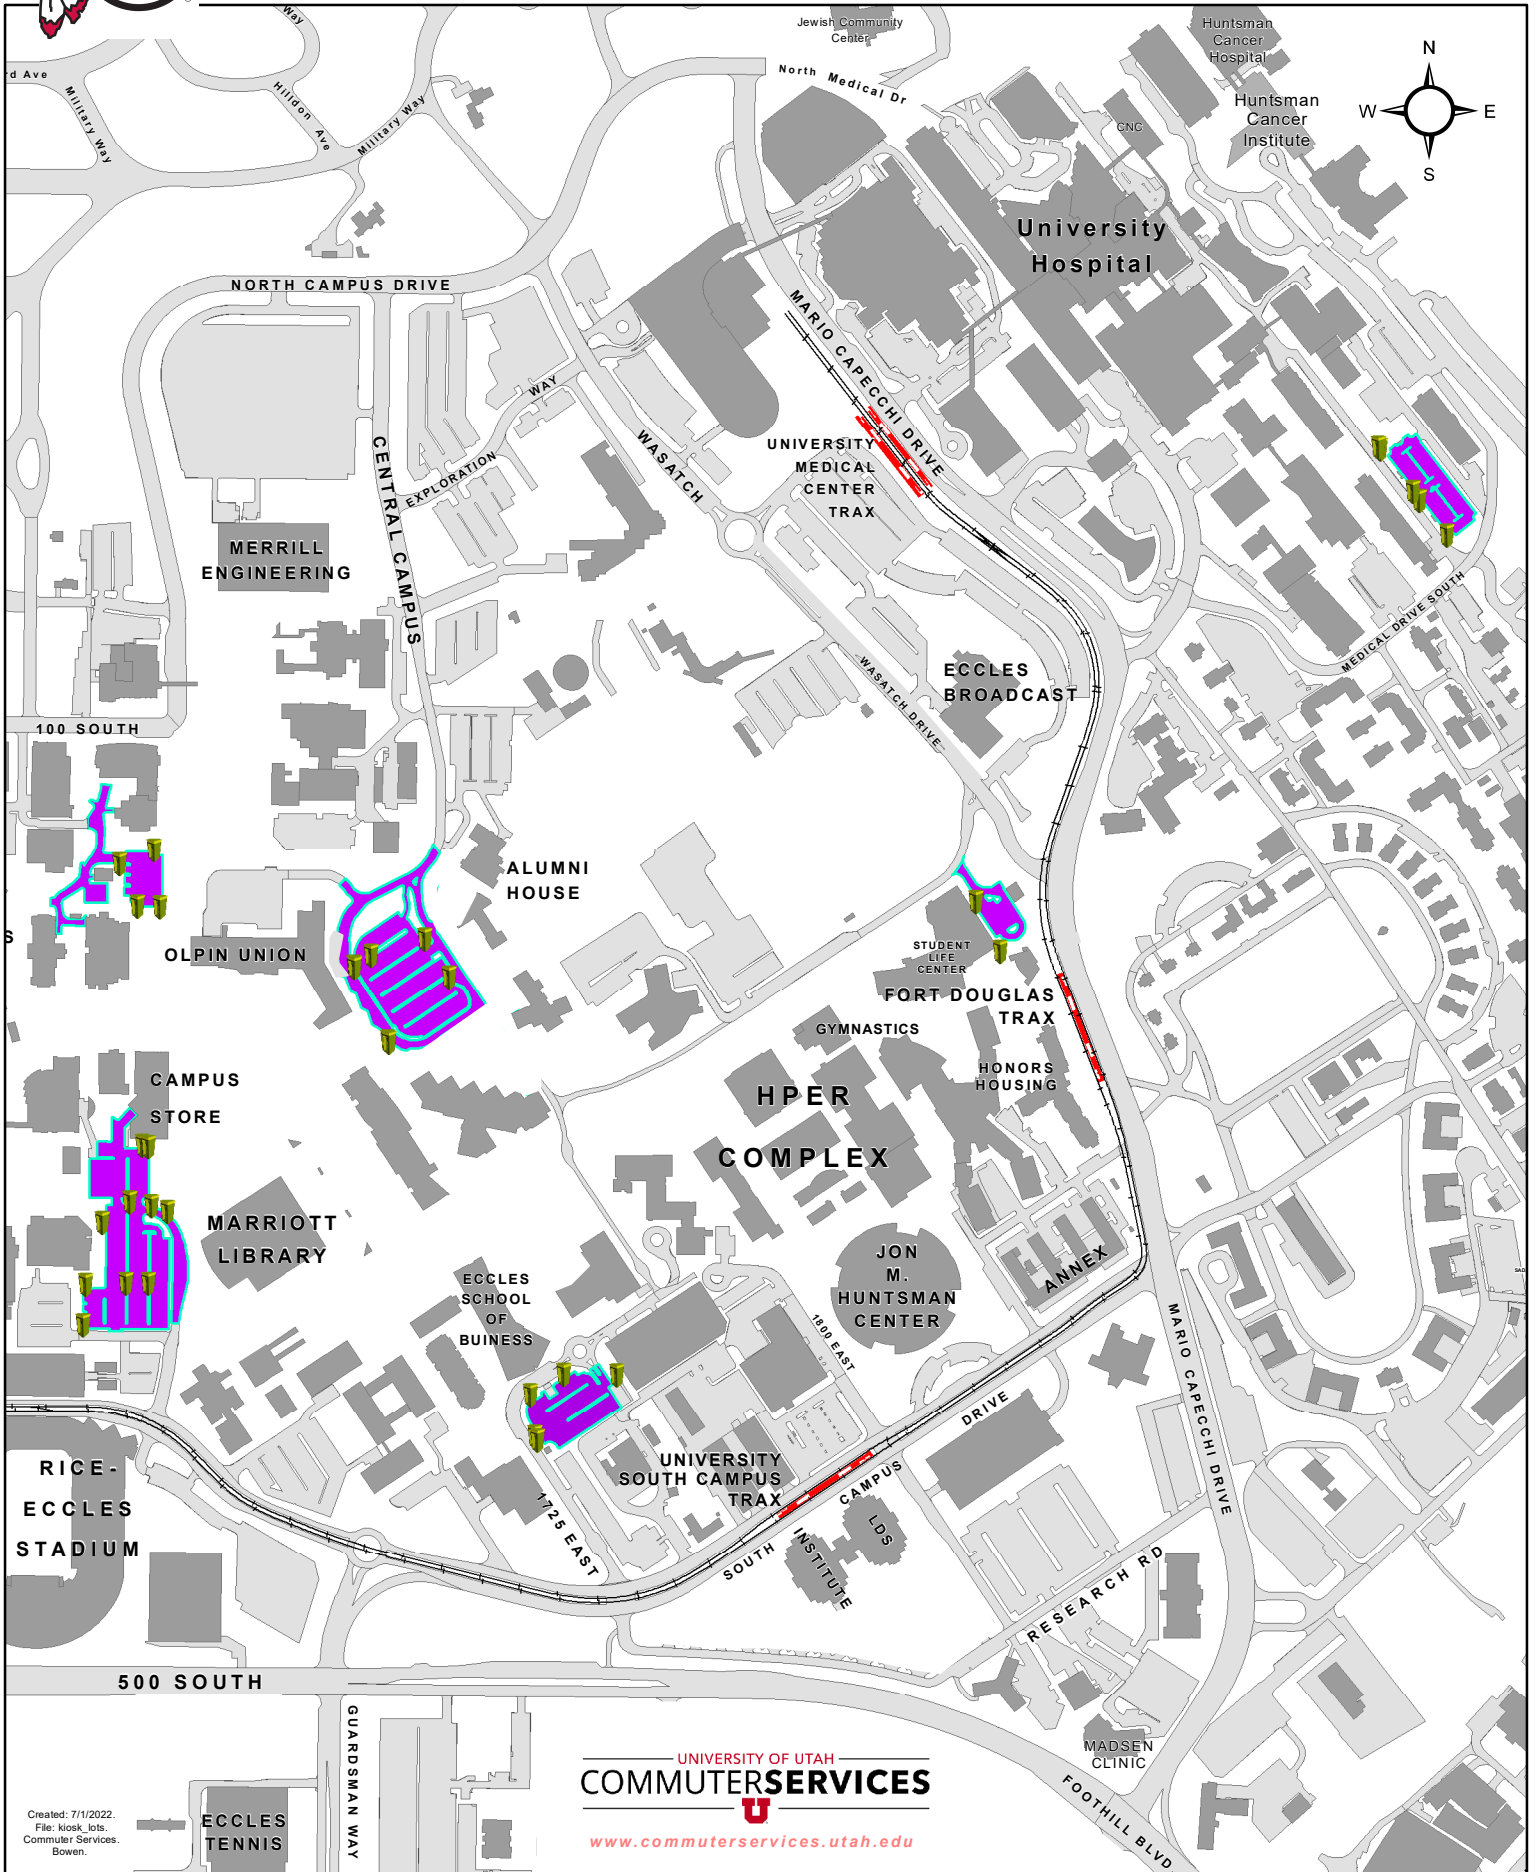 Jewish Community
Center
Huntsman
Cancer
Hospital
N
W
E
S
Way
rd Ave
Military Way
Hilldon Ave
Military Way
North Medical Dr
Huntsman
Cancer
Institute
CNC
University
Hospital
NORTH CAMPUS DRIVE
MARIO CAPECCHI DRIVE
WAY
EXPLORATION
CENTRAL CAMPUS
WASATCH
UNIVERSITY
MEDICAL
CENTER
TRAX
MERRILL
ENGINEERING
MEDICAL DRIVE SOUTH
WASATCH DRIVE
ECCLES
BROADCAST
100 SOUTH
ALUMNI
HOUSE
S
OLPIN UNION
STUDENT
LIFE
CENTER
FORT DOUGLAS
TRAX
GYMNASTICS
HONORS
HOUSING
CAMPUS
STORE
HPER
COMPLEX
MARRIOTT
LIBRARY
JON
M.
HUNTSMAN
CENTER
ANNEX
ECCLES
SCHOOL
OF
BUINESS
1800 EAST
SAD
MARIO CAPECCHI DRIVE
RICE-
ECCLES
STADIUM
UNIVERSITY
SOUTH CAMPUS
TRAX
1725 EAST
SOUTH CAMPUS DRIVE
LDS
INSTITUTE
RESEARCH RD
500 SOUTH
GUARDSMAN WAY
MADSEN
CLINIC
FOOTHILL BLVD
UNIVERSITY OF UTAH
COMMUTERSERVICES
U
www.commuterservices.utah.edu
Created: 7/1/2022.
File: kiosk_lots.
Commuter Services.
Bowen.
ECCLES
TENNIS